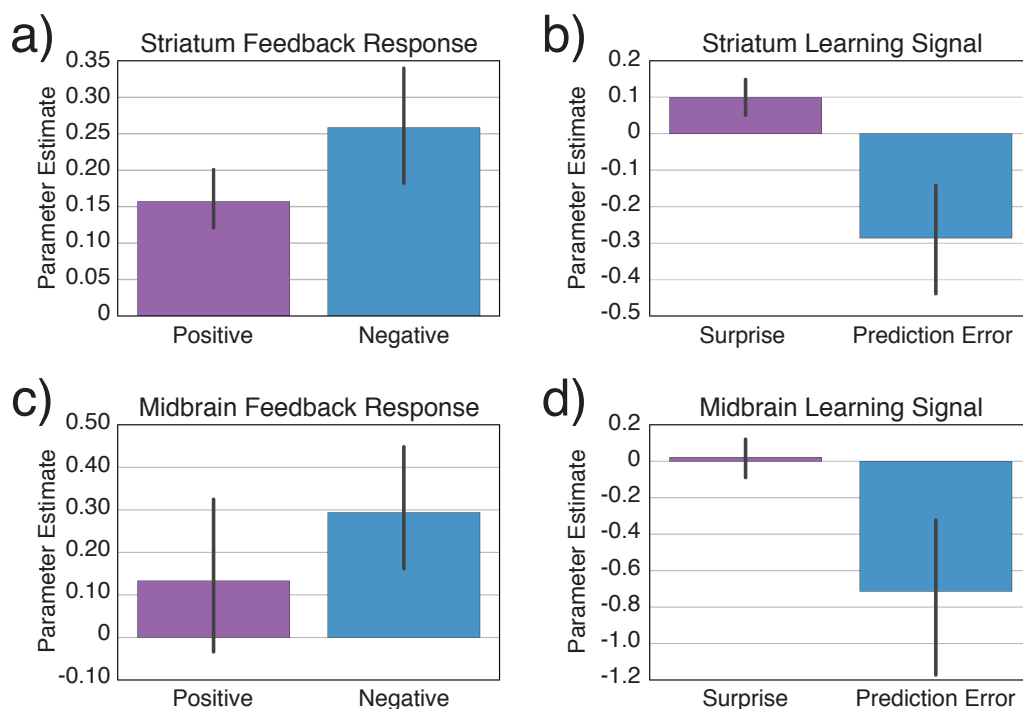 a)
Striatum Feedback Response
Parameter Estimate
0.35
0.30
0.25
0.20
0.15
0.10
0.05
0
Positive Negative
b)
Striatum Learning Signal
Parameter Estimate
0.2
0.1
0
-0.1
-0.2
-0.3
-0.4
-0.5
Surprise Prediction Error
c)
Midbrain Feedback Response
Parameter Estimate
0.50
0.40
0.30
0.20
0.10
0
-0.10
Positive Negative
d)
Midbrain Learning Signal
Parameter Estimate
0.2
0
-0.2
-0.4
-0.6
-0.8
-1.0
-1.2
Surprise Prediction Error